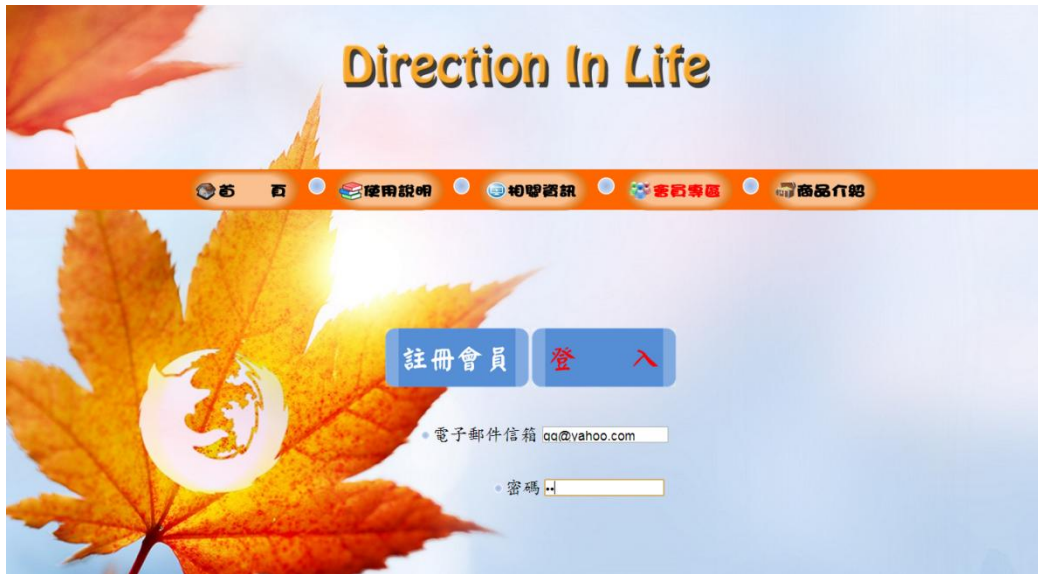 Direction In Life
首 頁 使用說明 相關資訊 會員專區 商品介紹
註冊會員 登 入
電子郵件信箱 qq@yahoo.com
密碼 ••